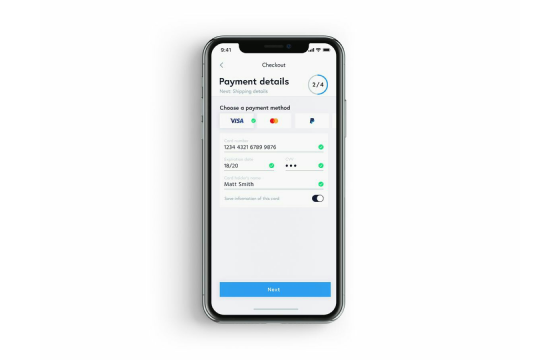 9:41
Checkout
Payment details
Next: Shipping details
2/4
Choose a payment method
VISA
Card number
1234 4321 6789 9876
Expiration date
18/20
Card holder's name
Matt Smith
Save information of this card
Next